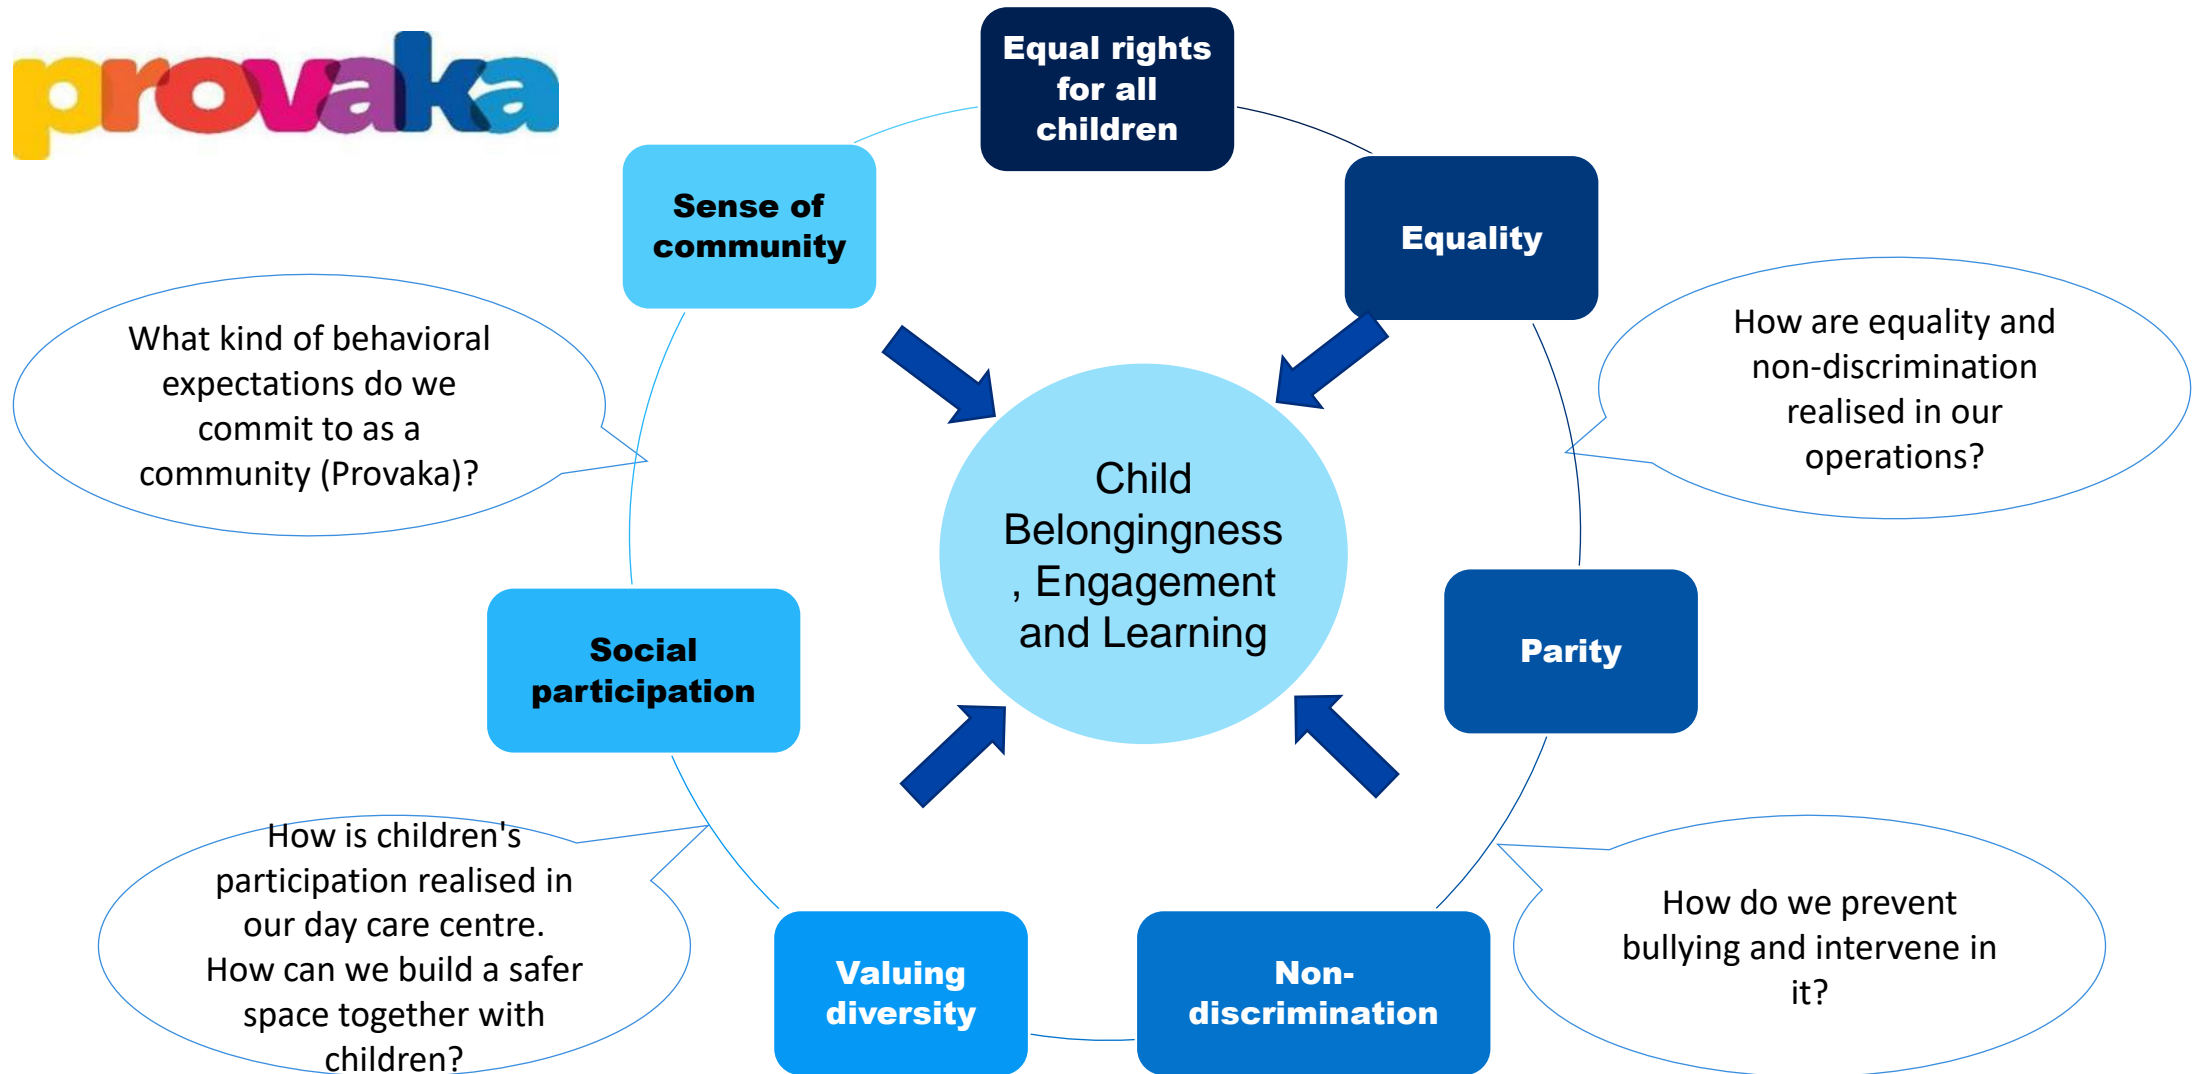 provaka
Equal rights
for all
children
Sense of
community
Equality
What kind of behavioral
expectations do we
commit to as a
community (Provaka)?
How are equality and
non-discrimination
realised in our
operations?
Child
Belongingness
, Engagement
and Learning
Social
participation
Parity
How is children's
participation realised in
our day care centre.
How can we build a safer
space together with
children?
Valuing
diversity
Non-
discrimination
How do we prevent
bullying and intervene in
it?